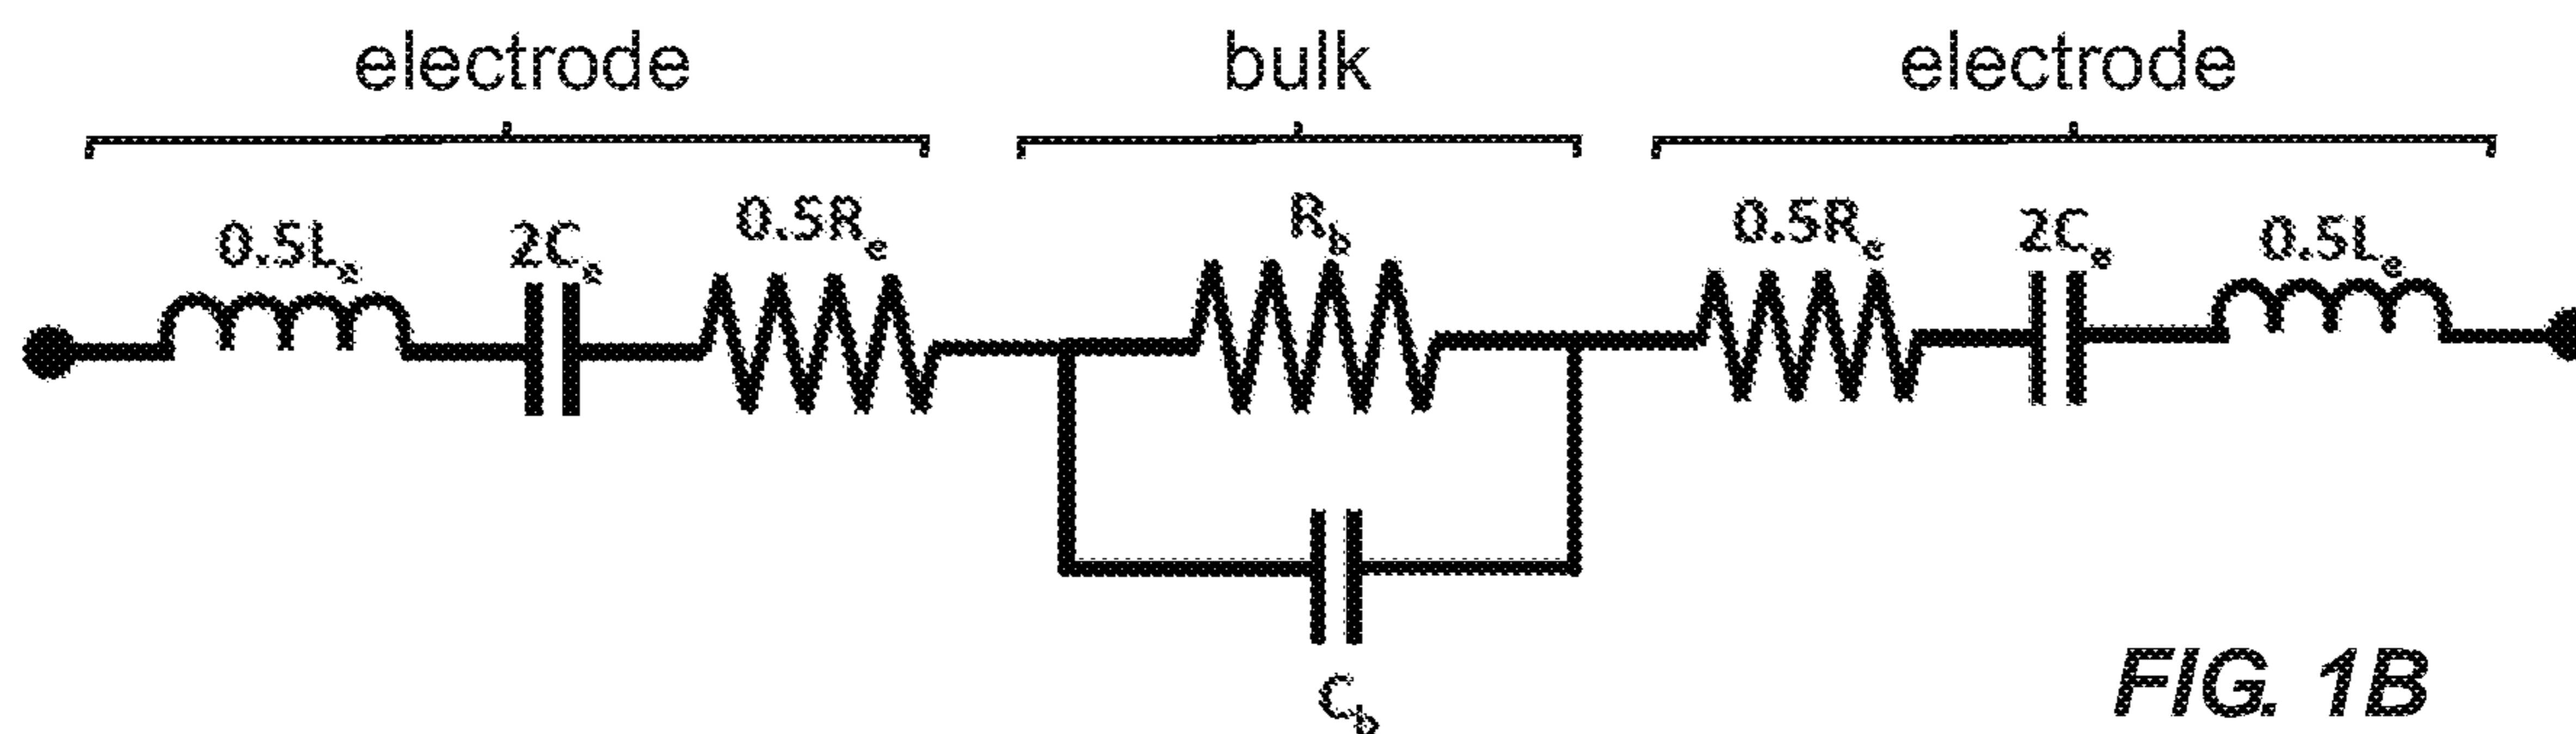 electrode bulk electrode
0.5Lₑ 2Cₑ 0.5Rₑ R_b 0.5Rₑ 2Cₑ 0.5Lₑ
C_b
FIG. 1B